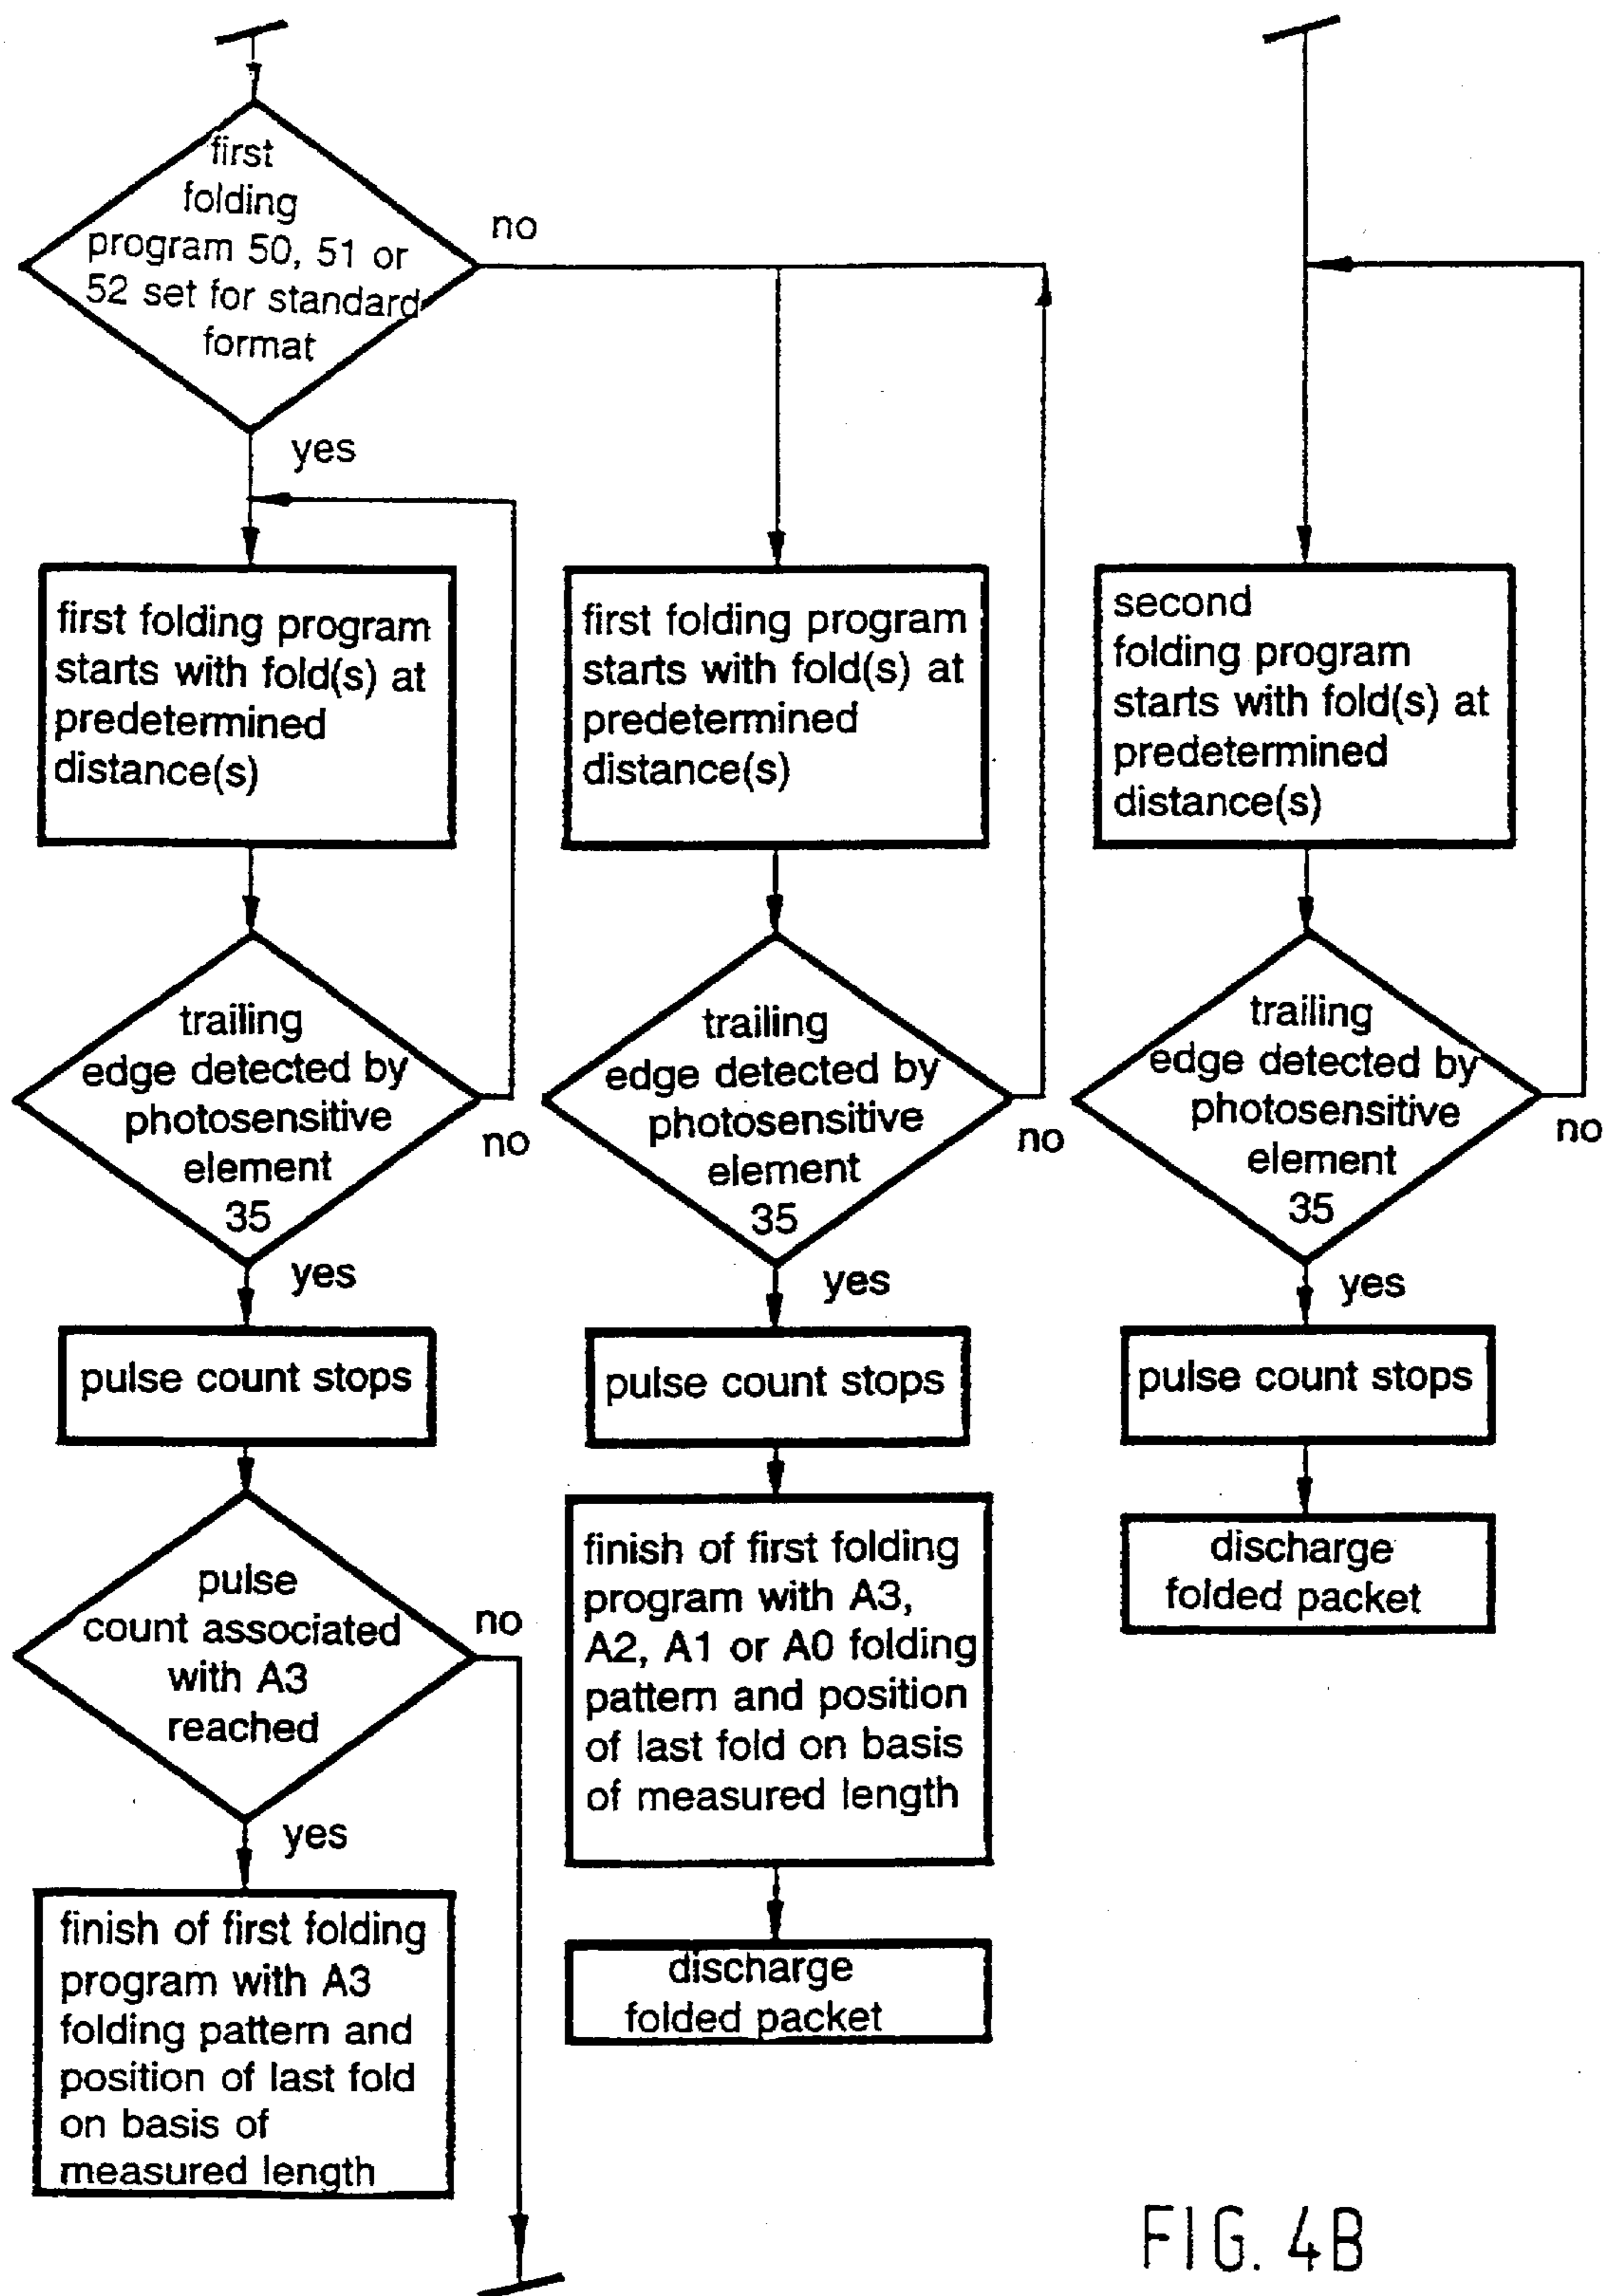 first
folding
program 50, 51 or
52 set for standard
format
no
yes
first folding program
starts with fold(s) at
predetermined
distance(s)
trailing
edge detected by
photosensitive
element
35
no
yes
pulse count stops
pulse
count associated
with A3
reached
no
yes
finish of first folding
program with A3
folding pattern and
position of last fold
on basis of
measured length
first folding program
starts with fold(s) at
predetermined
distance(s)
trailing
edge detected by
photosensitive
element
35
no
yes
pulse count stops
finish of first folding
program with A3,
A2, A1 or A0 folding
pattern and position
of last fold on basis
of measured length
discharge
folded packet
second
folding program
starts with fold(s) at
predetermined
distance(s)
trailing
edge detected by
photosensitive
element
35
no
yes
pulse count stops
discharge
folded packet
FIG. 4B